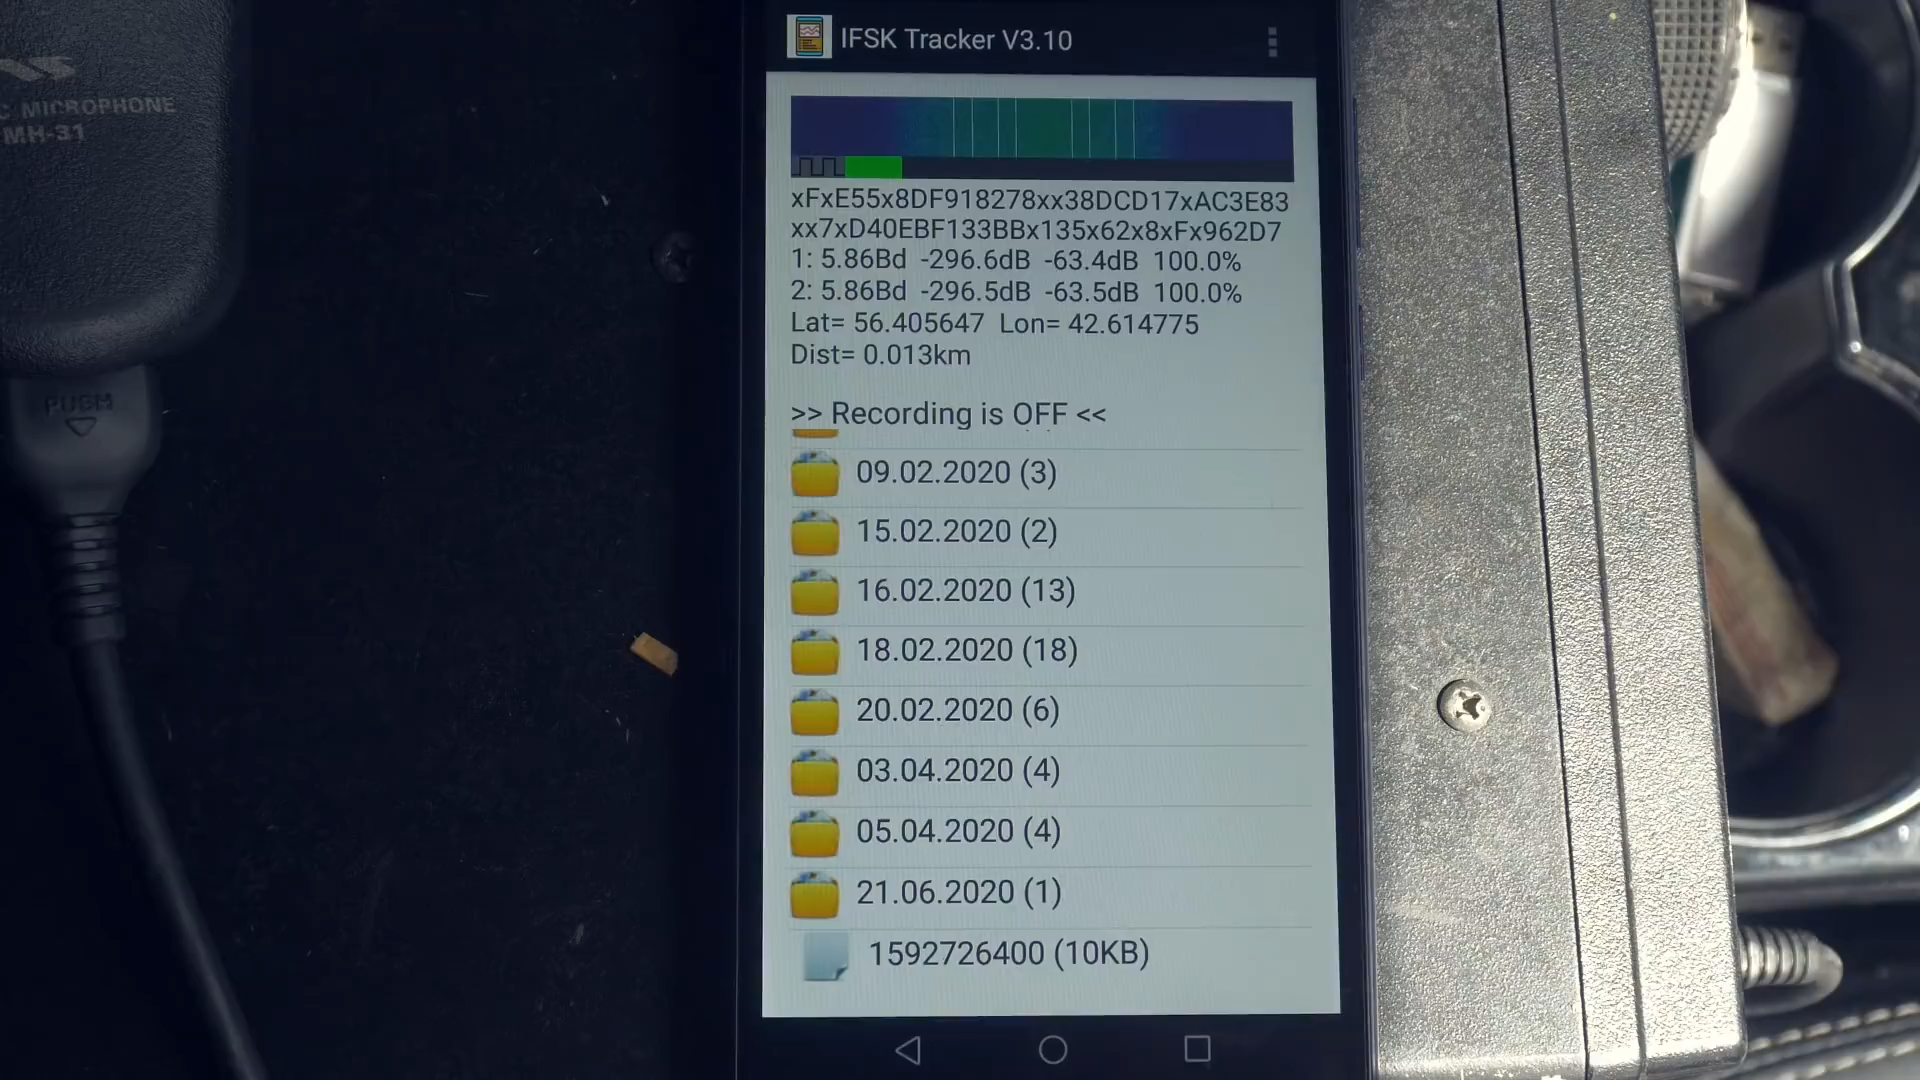 C MICROPHONE
MH-31
PUSH
IFSK Tracker V3.10
xFxE55x8DF918278xx38DCD17xAC3E83
xx7xD40EBF133BBx135x62x8xFx962D7
1: 5.86Bd -296.6dB -63.4dB 100.0%
2: 5.86Bd -296.5dB -63.5dB 100.0%
Lat= 56.405647 Lon= 42.614775
Dist= 0.013km
>> Recording is OFF <<
09.02.2020 (3)
15.02.2020 (2)
16.02.2020 (13)
18.02.2020 (18)
20.02.2020 (6)
03.04.2020 (4)
05.04.2020 (4)
21.06.2020 (1)
1592726400 (10KB)